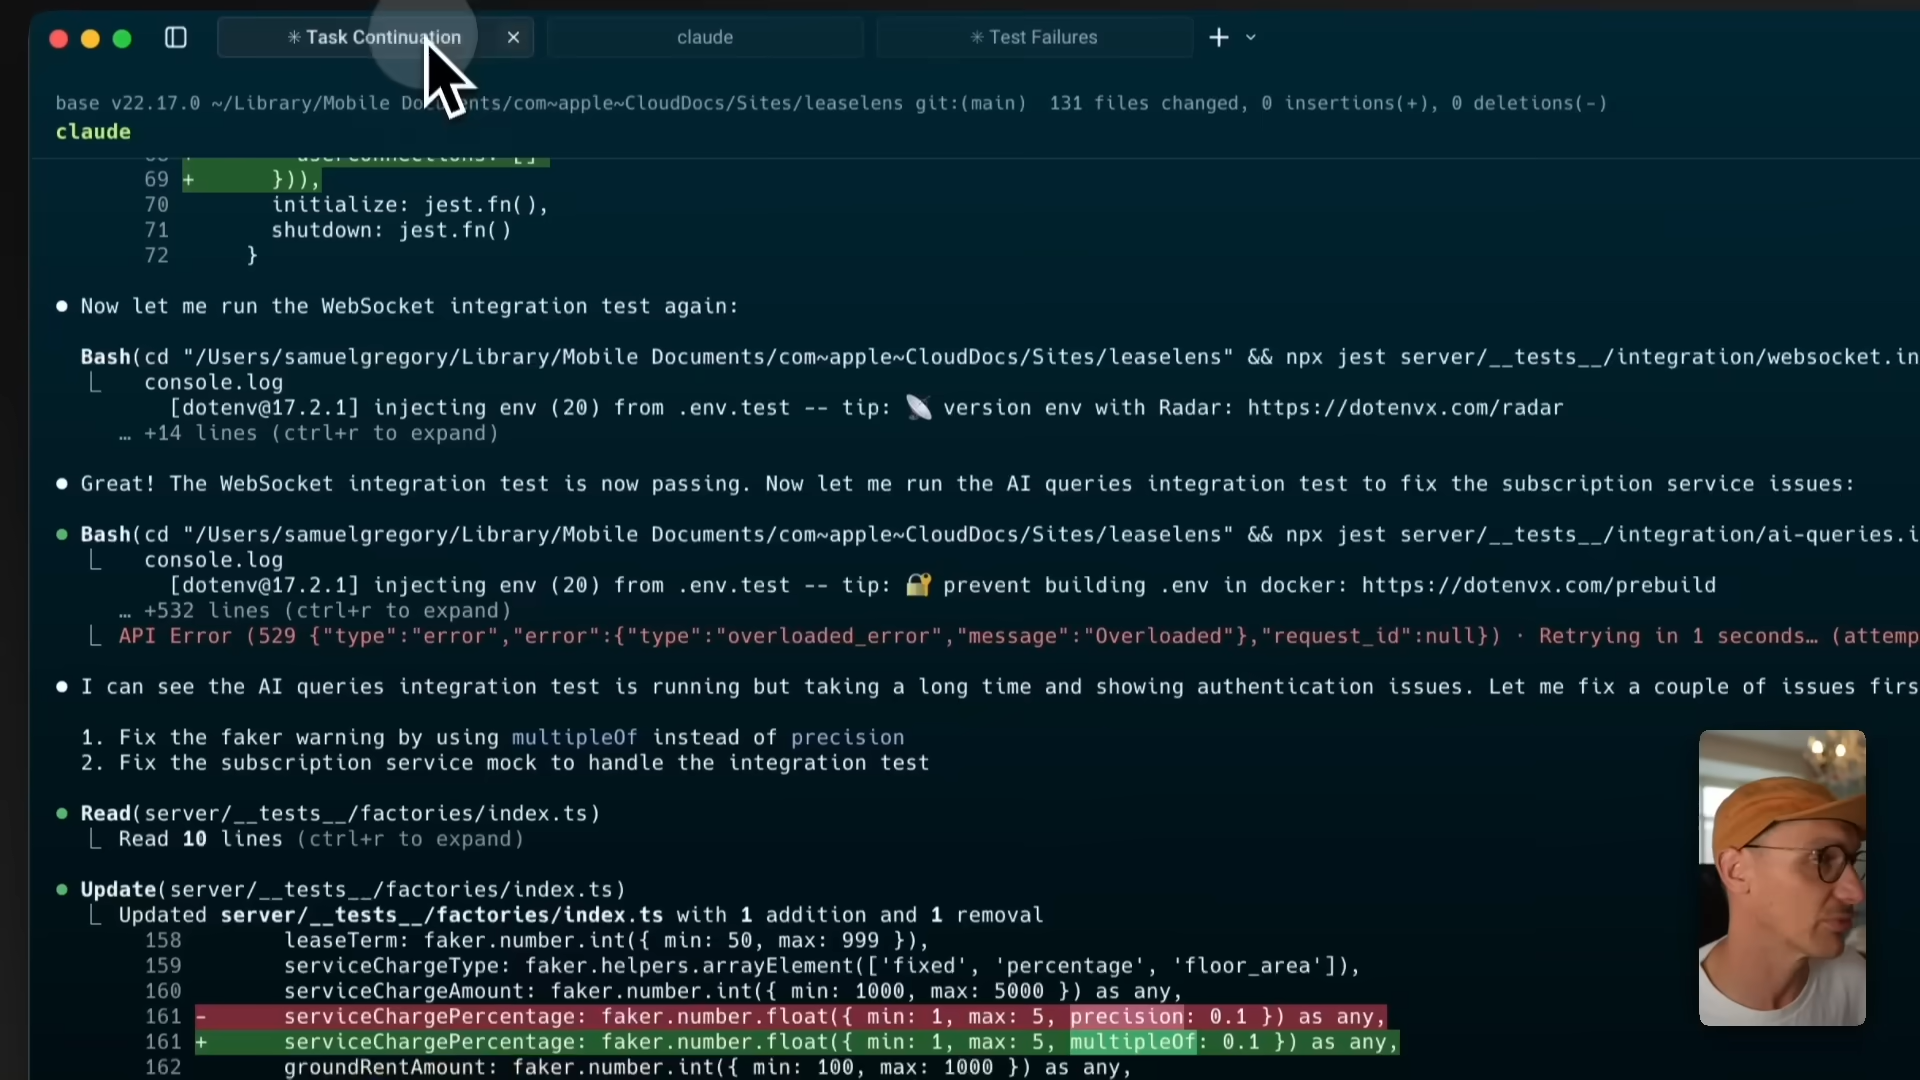 ✳ Task Continuation × claude ✳ Test Failures +
base v22.17.0 ~/Library/Mobile Documents/com~apple~CloudDocs/Sites/leaselens git:(main) 131 files changed, 0 insertions(+), 0 deletions(-)
claude
68 + userConnections: []
69 + })),
70 initialize: jest.fn(),
71 shutdown: jest.fn()
72 }
● Now let me run the WebSocket integration test again:
Bash(cd "/Users/samuelgregory/Library/Mobile Documents/com~apple~CloudDocs/Sites/leaselens" && npx jest server/__tests__/integration/websocket.in
console.log
[dotenv@17.2.1] injecting env (20) from .env.test -- tip: 📡 version env with Radar: https://dotenvx.com/radar
… +14 lines (ctrl+r to expand)
● Great! The WebSocket integration test is now passing. Now let me run the AI queries integration test to fix the subscription service issues:
● Bash(cd "/Users/samuelgregory/Library/Mobile Documents/com~apple~CloudDocs/Sites/leaselens" && npx jest server/__tests__/integration/ai-queries.i
console.log
[dotenv@17.2.1] injecting env (20) from .env.test -- tip: 🔐 prevent building .env in docker: https://dotenvx.com/prebuild
… +532 lines (ctrl+r to expand)
API Error (529 {"type":"error","error":{"type":"overloaded_error","message":"Overloaded"},"request_id":null}) · Retrying in 1 seconds… (attemp
● I can see the AI queries integration test is running but taking a long time and showing authentication issues. Let me fix a couple of issues firs
1. Fix the faker warning by using multipleOf instead of precision
2. Fix the subscription service mock to handle the integration test
● Read(server/__tests__/factories/index.ts)
Read 10 lines (ctrl+r to expand)
● Update(server/__tests__/factories/index.ts)
Updated server/__tests__/factories/index.ts with 1 addition and 1 removal
158 leaseTerm: faker.number.int({ min: 50, max: 999 }),
159 serviceChargeType: faker.helpers.arrayElement(['fixed', 'percentage', 'floor_area']),
160 serviceChargeAmount: faker.number.int({ min: 1000, max: 5000 }) as any,
161 - serviceChargePercentage: faker.number.float({ min: 1, max: 5, precision: 0.1 }) as any,
161 + serviceChargePercentage: faker.number.float({ min: 1, max: 5, multipleOf: 0.1 }) as any,
162 groundRentAmount: faker.number.int({ min: 100, max: 1000 }) as any,